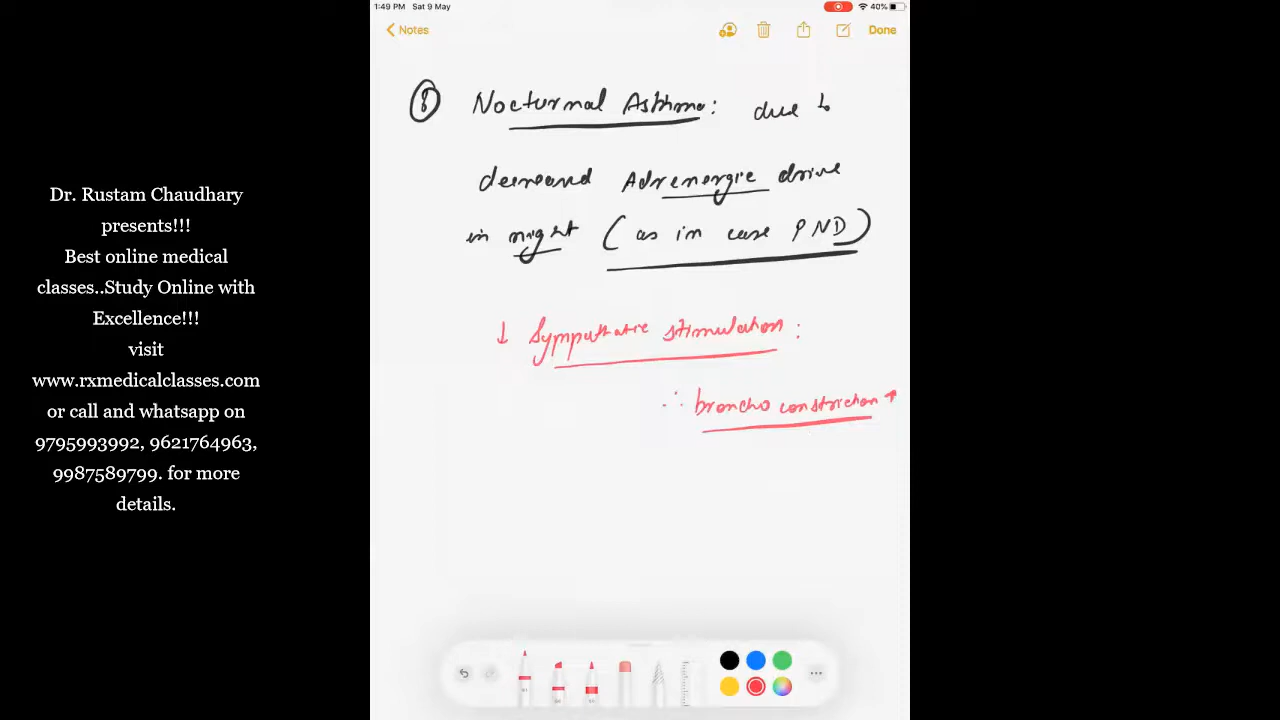 1:49 PM Sat 9 May
40%
Notes
Done
Dr. Rustam Chaudhary
presents!!!
Best online medical
classes..Study Online with
Excellence!!!
visit
www.rxmedicalclasses.com
or call and whatsapp on
9795993992, 9621764963,
9987589799. for more
details.
⑧ Nocturnal Asthma: due to
decreased Adrenergic drive
in night (as in case PND)
↓ Sympathatic stimulation:
∴ broncho constriction ↑